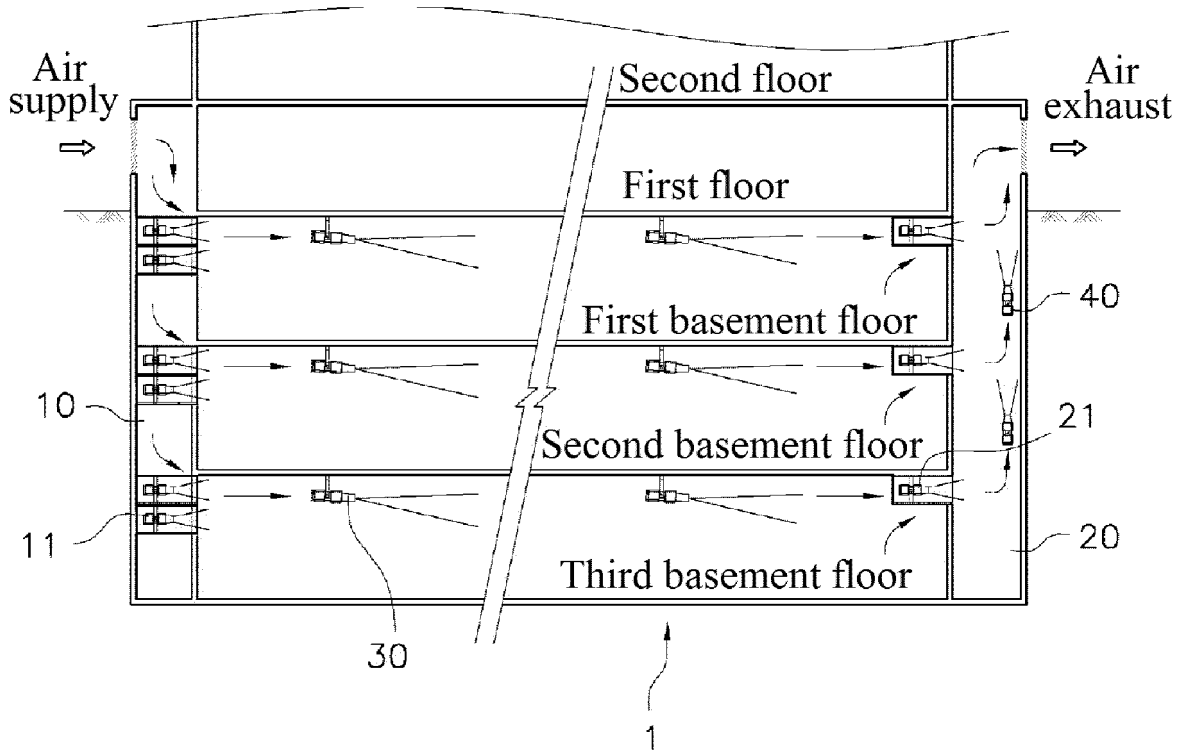 Air
supply
Second floor
Air
exhaust
First floor
First basement floor
40
10
Second basement floor
21
11
Third basement floor
20
30
1